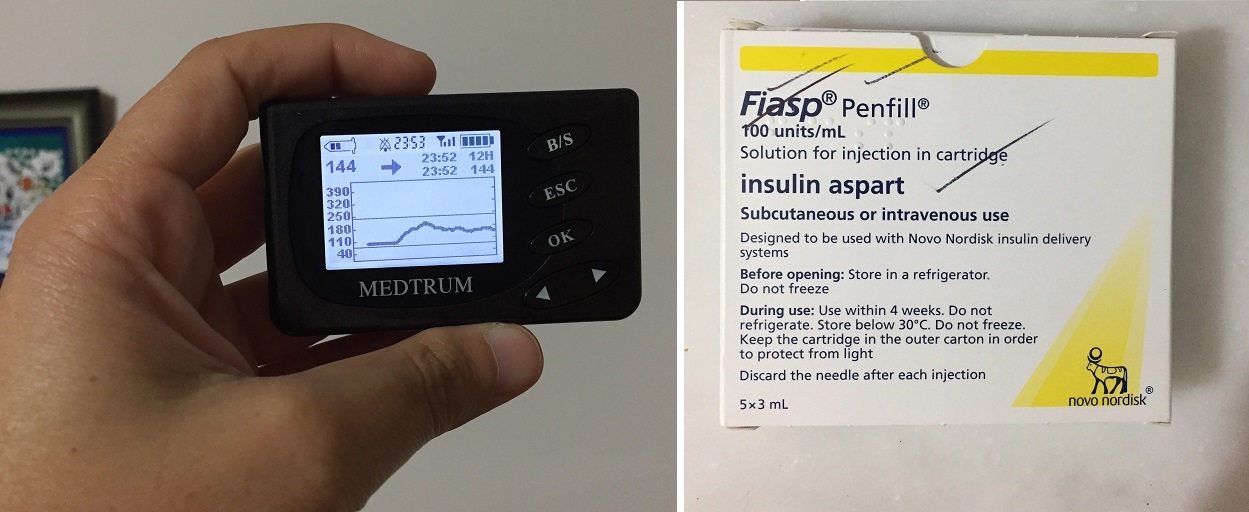 23:53
144 23:52 12H
23:52 144
390
320
250
180
110
40
MEDTRUM
B/S
ESC
OK
Fiasp® Penfill®
100 units/mL
Solution for injection in cartridge
insulin aspart
Subcutaneous or intravenous use
Designed to be used with Novo Nordisk insulin delivery
systems
Before opening: Store in a refrigerator.
Do not freeze
During use: Use within 4 weeks. Do not
refrigerate. Store below 30°C. Do not freeze.
Keep the cartridge in the outer carton in order
to protect from light
Discard the needle after each injection
5×3 mL
novo nordisk®